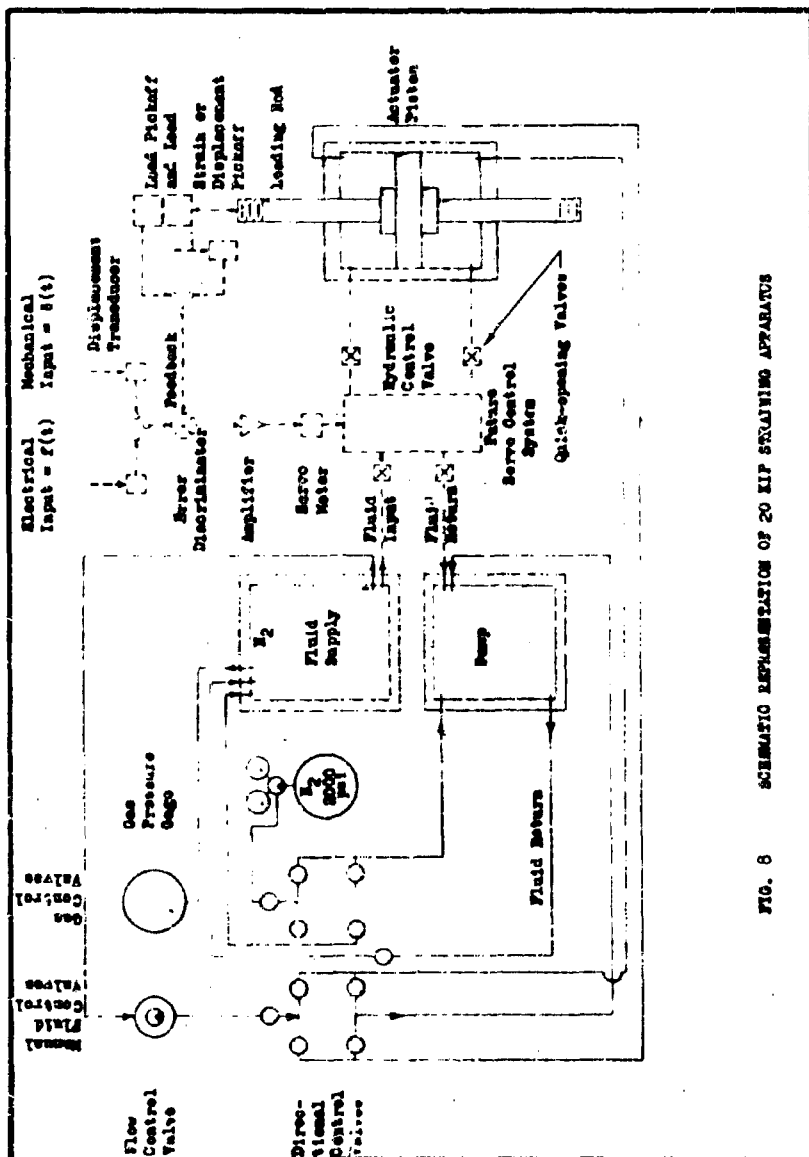 Electrical
Input = f(t)
Mechanical
Input = δ(t)
Displacement
Transducer
Load Pickoff
and Load
Strain or
Displacement
Pickoff
Loading Rod
Actuator
Piston
Feedback
Error
Discriminator
Amplifier
Servo
Motor
Hydraulic
Control
Valve
Future
Servo Control
System
Quick-opening Valves
Fluid
Input
Fluid
Return
N2
Fluid
Supply
Dump
Gas
Pressure
Gage
N2
2000
psi
Fluid Return
Gas
Control
Valves
Manual
Fluid
Control
Valves
Flow
Control
Valve
Direc-
tional
Control
Valves
FIG. 8 SCHEMATIC REPRESENTATION OF 20 KIP STRAINING APPARATUS